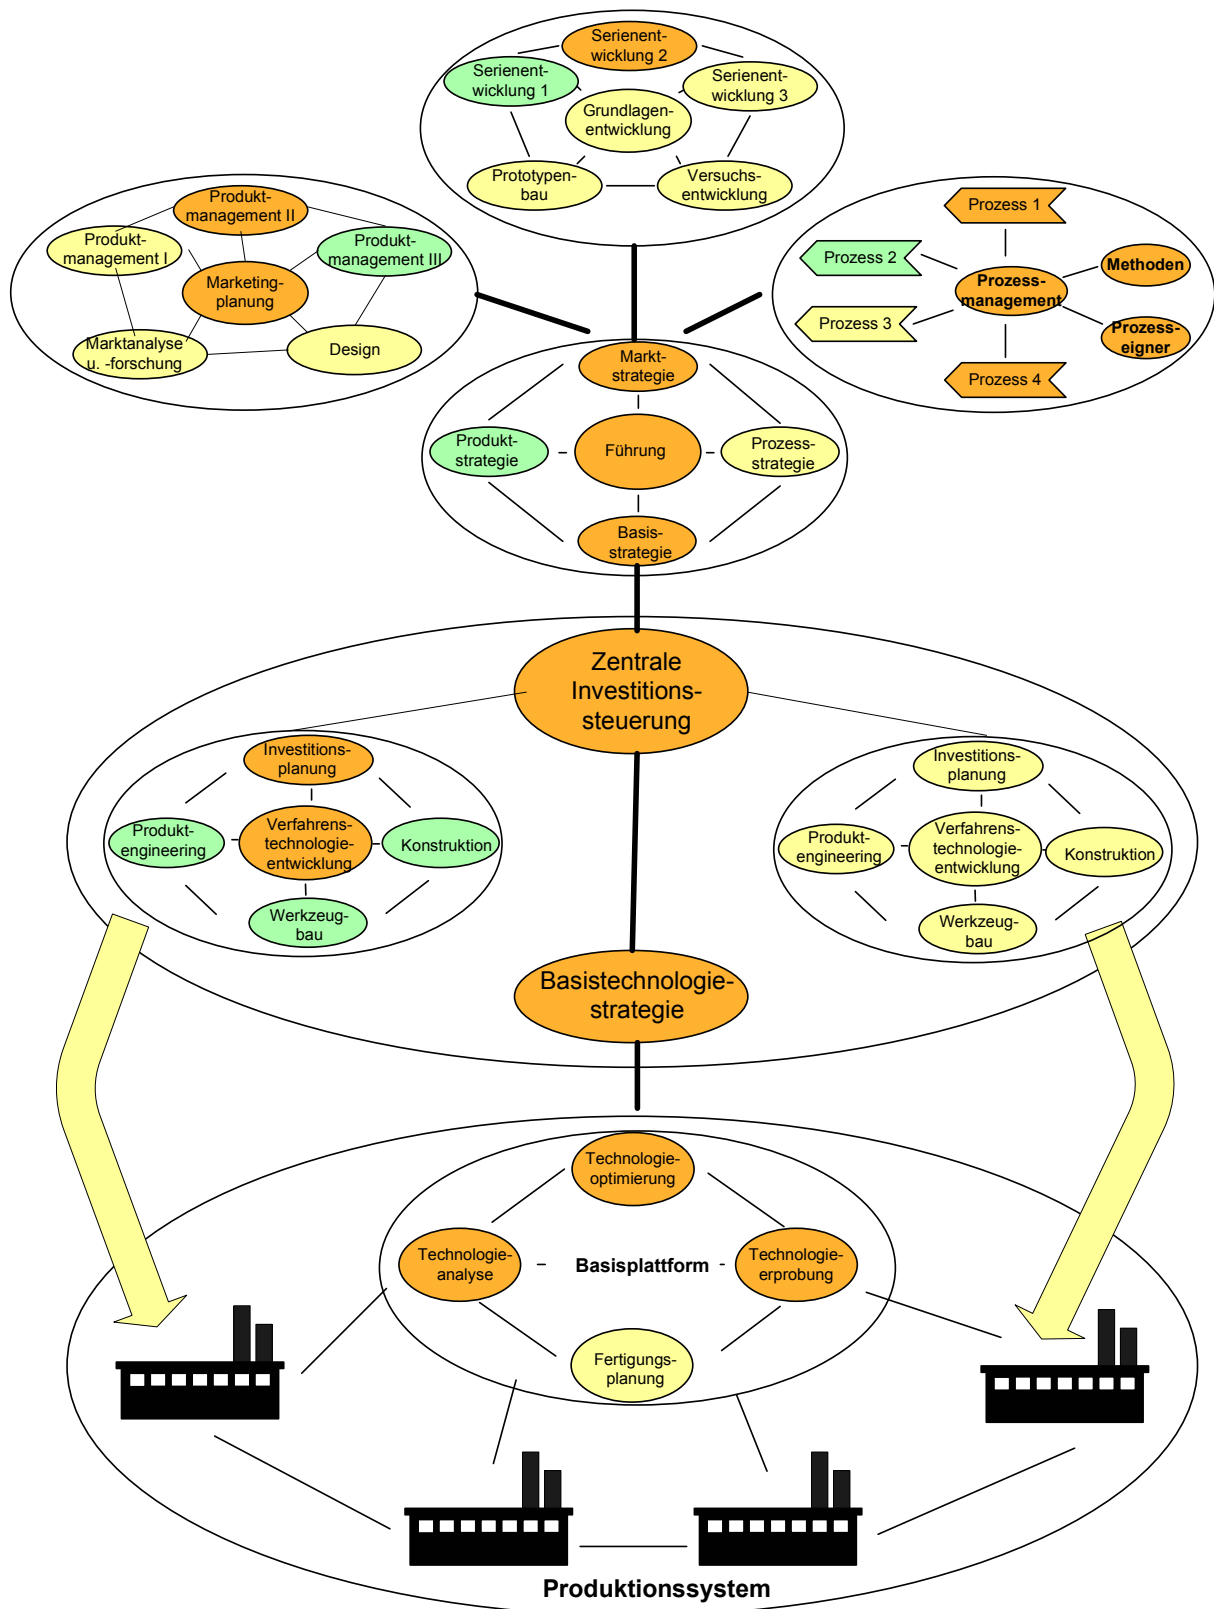 Serienent-
wicklung 2
Serienent-
wicklung 1
Serienent-
wicklung 3
Grundlagen-
entwicklung
Prototypen-
bau
Versuchs-
entwicklung
Produkt-
management II
Produkt-
management I
Produkt-
management III
Marketing-
planung
Marktanalyse
u. -forschung
Design
Prozess 1
Prozess 2
Methoden
Prozess-
management
Prozess 3
Prozess-
eigner
Prozess 4
Markt-
strategie
Produkt-
strategie
Führung
Prozess-
strategie
Basis-
strategie
Zentrale
Investitions-
steuerung
Investitions-
planung
Produkt-
engineering
Verfahrens-
technologie-
entwicklung
Konstruktion
Werkzeug-
bau
Investitions-
planung
Produkt-
engineering
Verfahrens-
technologie-
entwicklung
Konstruktion
Werkzeug-
bau
Basistechnologie-
strategie
Technologie-
optimierung
Technologie-
analyse
Basisplattform
Technologie-
erprobung
Fertigungs-
planung
Produktionssystem